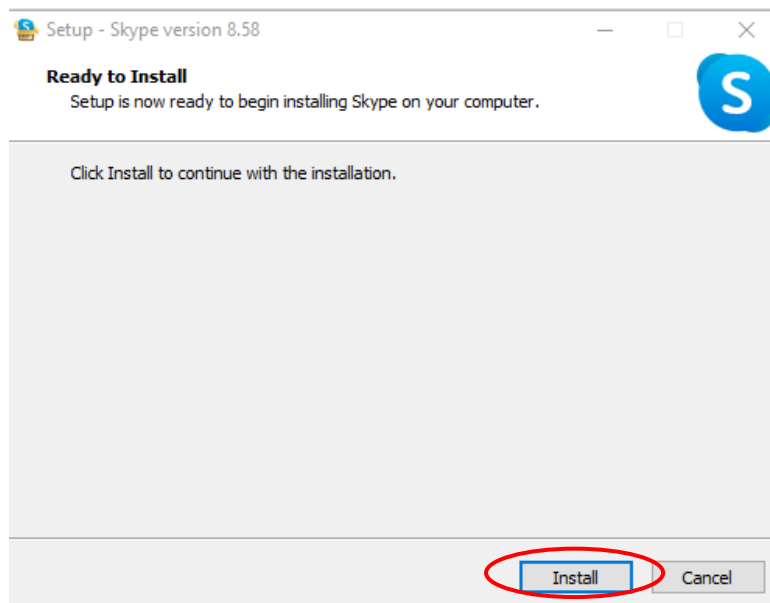 Setup - Skype version 8.58
Ready to Install
Setup is now ready to begin installing Skype on your computer.
S
Click Install to continue with the installation.
Install Cancel